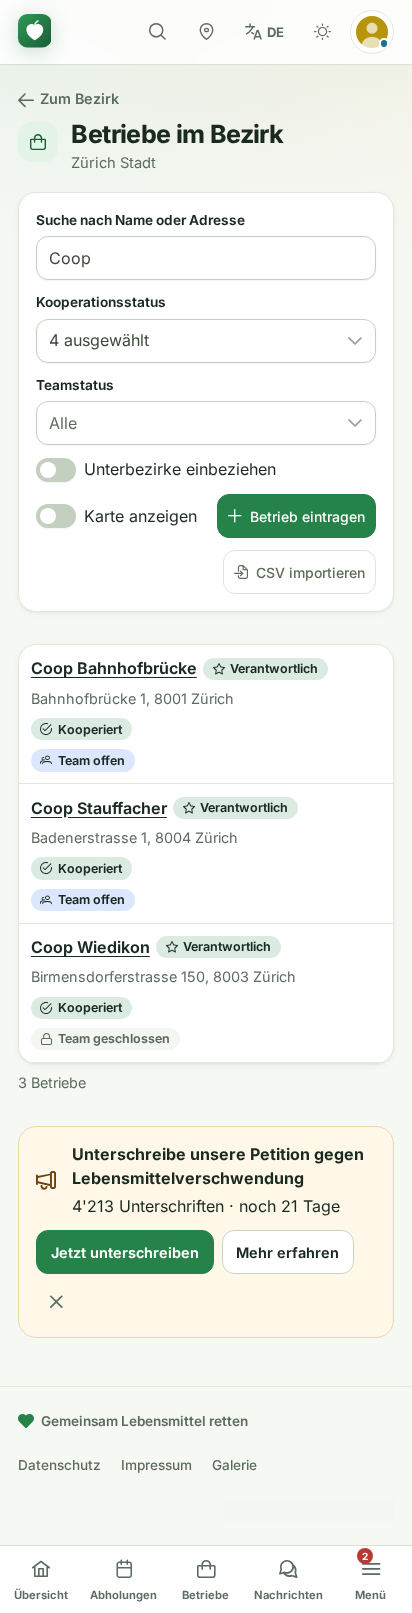 DE
Zum Bezirk
Betriebe im Bezirk
Zürich Stadt
Suche nach Name oder Adresse
Coop
Kooperationsstatus
4 ausgewählt
Teamstatus
Alle
Unterbezirke einbeziehen
Karte anzeigen
Betrieb eintragen
CSV importieren
Coop Bahnhofbrücke Verantwortlich
Bahnhofbrücke 1, 8001 Zürich
Kooperiert
Team offen
Coop Stauffacher Verantwortlich
Badenerstrasse 1, 8004 Zürich
Kooperiert
Team offen
Coop Wiedikon Verantwortlich
Birmensdorferstrasse 150, 8003 Zürich
Kooperiert
Team geschlossen
3 Betriebe
Unterschreibe unsere Petition gegen
Lebensmittelverschwendung
4'213 Unterschriften · noch 21 Tage
Jetzt unterschreiben Mehr erfahren
Gemeinsam Lebensmittel retten
Datenschutz Impressum Galerie
2
Übersicht Abholungen Betriebe Nachrichten Menü